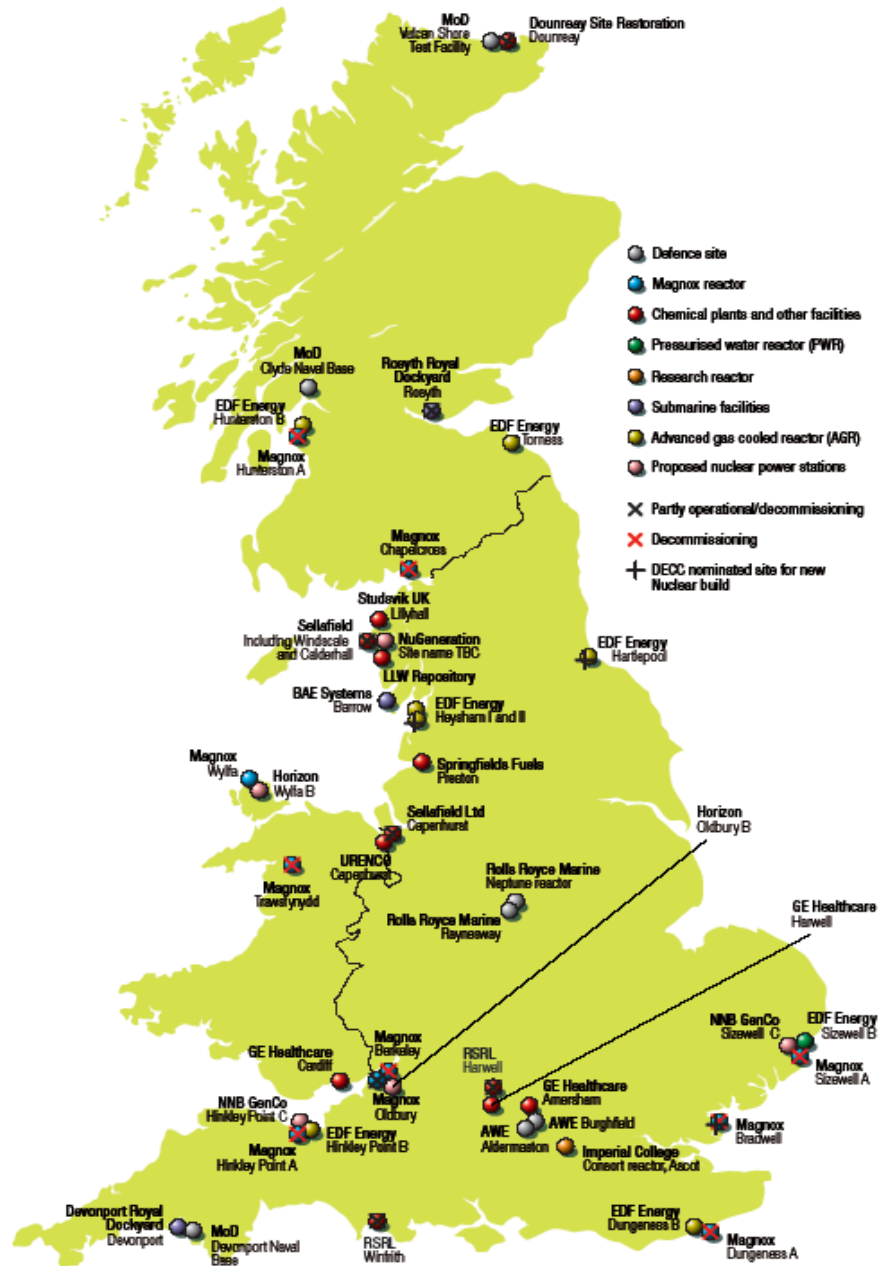 MoD
Vulcan Shore
Test Facility
Dounreay Site Restoration
Dounreay
Defence site
Magnox reactor
Chemical plants and other facilities
Pressurised water reactor (PWR)
Research reactor
Submarine facilities
Advanced gas cooled reactor (AGR)
Proposed nuclear power stations
Partly operational/decommissioning
Decommissioning
DECC nominated site for new
Nuclear build
MoD
Clyde Naval Base
Rosyth Royal
Dockyard
Rosyth
EDF Energy
Hunterston B
EDF Energy
Torness
Magnox
Hunterston A
Magnox
Chapelcross
Studsvik UK
Lillyhall
Sellafield
Including Windscale
and Calderhall
NuGeneration
Site name TBC
EDF Energy
Hartlepool
LLW Repository
BAE Systems
Barrow
EDF Energy
Heysham I and II
Magnox
Wylfa
Horizon
Wylfa B
Springfields Fuels
Preston
Horizon
Oldbury B
Sellafield Ltd
Capenhurst
URENCO
Capenhurst
Magnox
Trawsfynydd
Rolls Royce Marine
Neptune reactor
Rolls Royce Marine
Raynesway
GE Healthcare
Harwell
NNB GenCo
Sizewell C
EDF Energy
Sizewell B
Magnox
Sizewell A
Magnox
Berkeley
GE Healthcare
Cardiff
RSRL
Harwell
GE Healthcare
Amersham
Magnox
Oldbury
NNB GenCo
Hinkley Point C
AWE Burghfield
AWE
Aldermaston
Magnox
Bradwell
EDF Energy
Hinkley Point B
Magnox
Hinkley Point A
Imperial College
Consort reactor, Ascot
Devonport Royal
Dockyard
Devonport
MoD
Devonport Naval
Base
RSRL
Winfrith
EDF Energy
Dungeness B
Magnox
Dungeness A